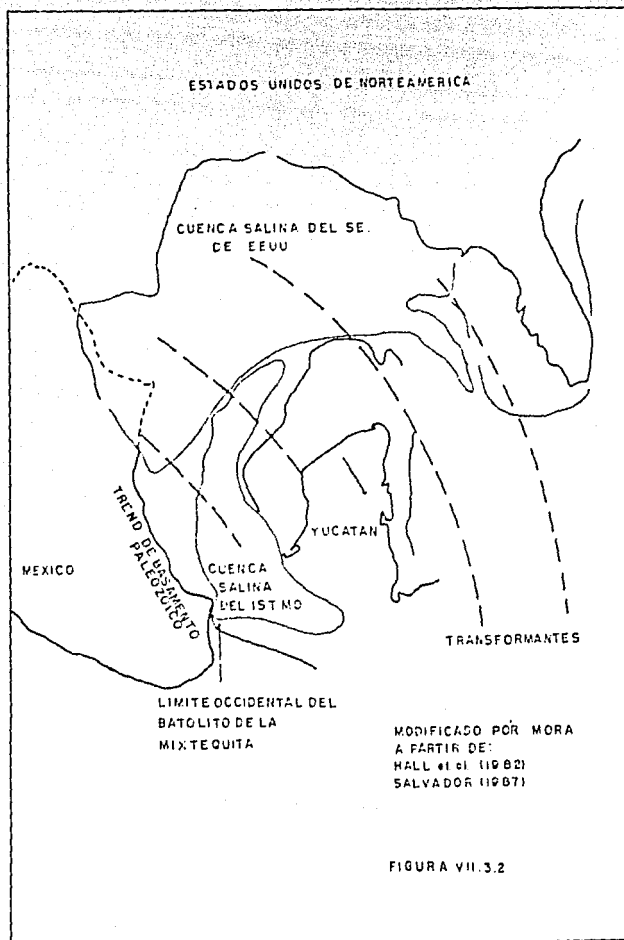 ESTADOS UNIDOS DE NORTEAMERICA
CUENCA SALINA DEL SE.
DE EEUU
TREND DE BASAMENTO
PALEOZOICO
MEXICO
YUCATAN
CUENCA
SALINA
DEL ISTMO
TRANSFORMANTES
LIMITE OCCIDENTAL DEL
BATOLITO DE LA
MIXTEQUITA
MODIFICADO POR MORA
A PARTIR DE:
HALL et al. (1982)
SALVADOR (1987)
FIGURA VII.3.2